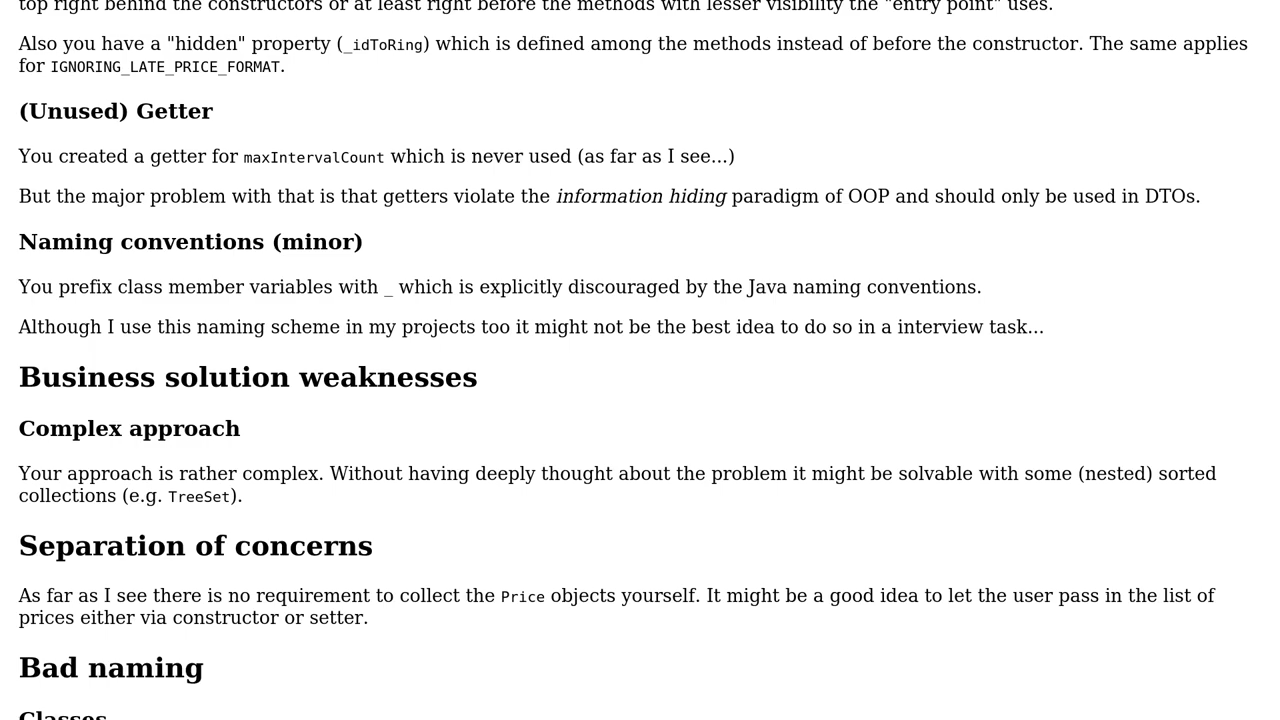 top right behind the constructors or at least right before the methods with lesser visibility the "entry point" uses.
Also you have a "hidden" property (_idToRing) which is defined among the methods instead of before the constructor. The same applies
for IGNORING_LATE_PRICE_FORMAT.
(Unused) Getter
You created a getter for maxIntervalCount which is never used (as far as I see...)
But the major problem with that is that getters violate the information hiding paradigm of OOP and should only be used in DTOs.
Naming conventions (minor)
You prefix class member variables with _ which is explicitly discouraged by the Java naming conventions.
Although I use this naming scheme in my projects too it might not be the best idea to do so in a interview task...
Business solution weaknesses
Complex approach
Your approach is rather complex. Without having deeply thought about the problem it might be solvable with some (nested) sorted
collections (e.g. TreeSet).
Separation of concerns
As far as I see there is no requirement to collect the Price objects yourself. It might be a good idea to let the user pass in the list of
prices either via constructor or setter.
Bad naming
Classes